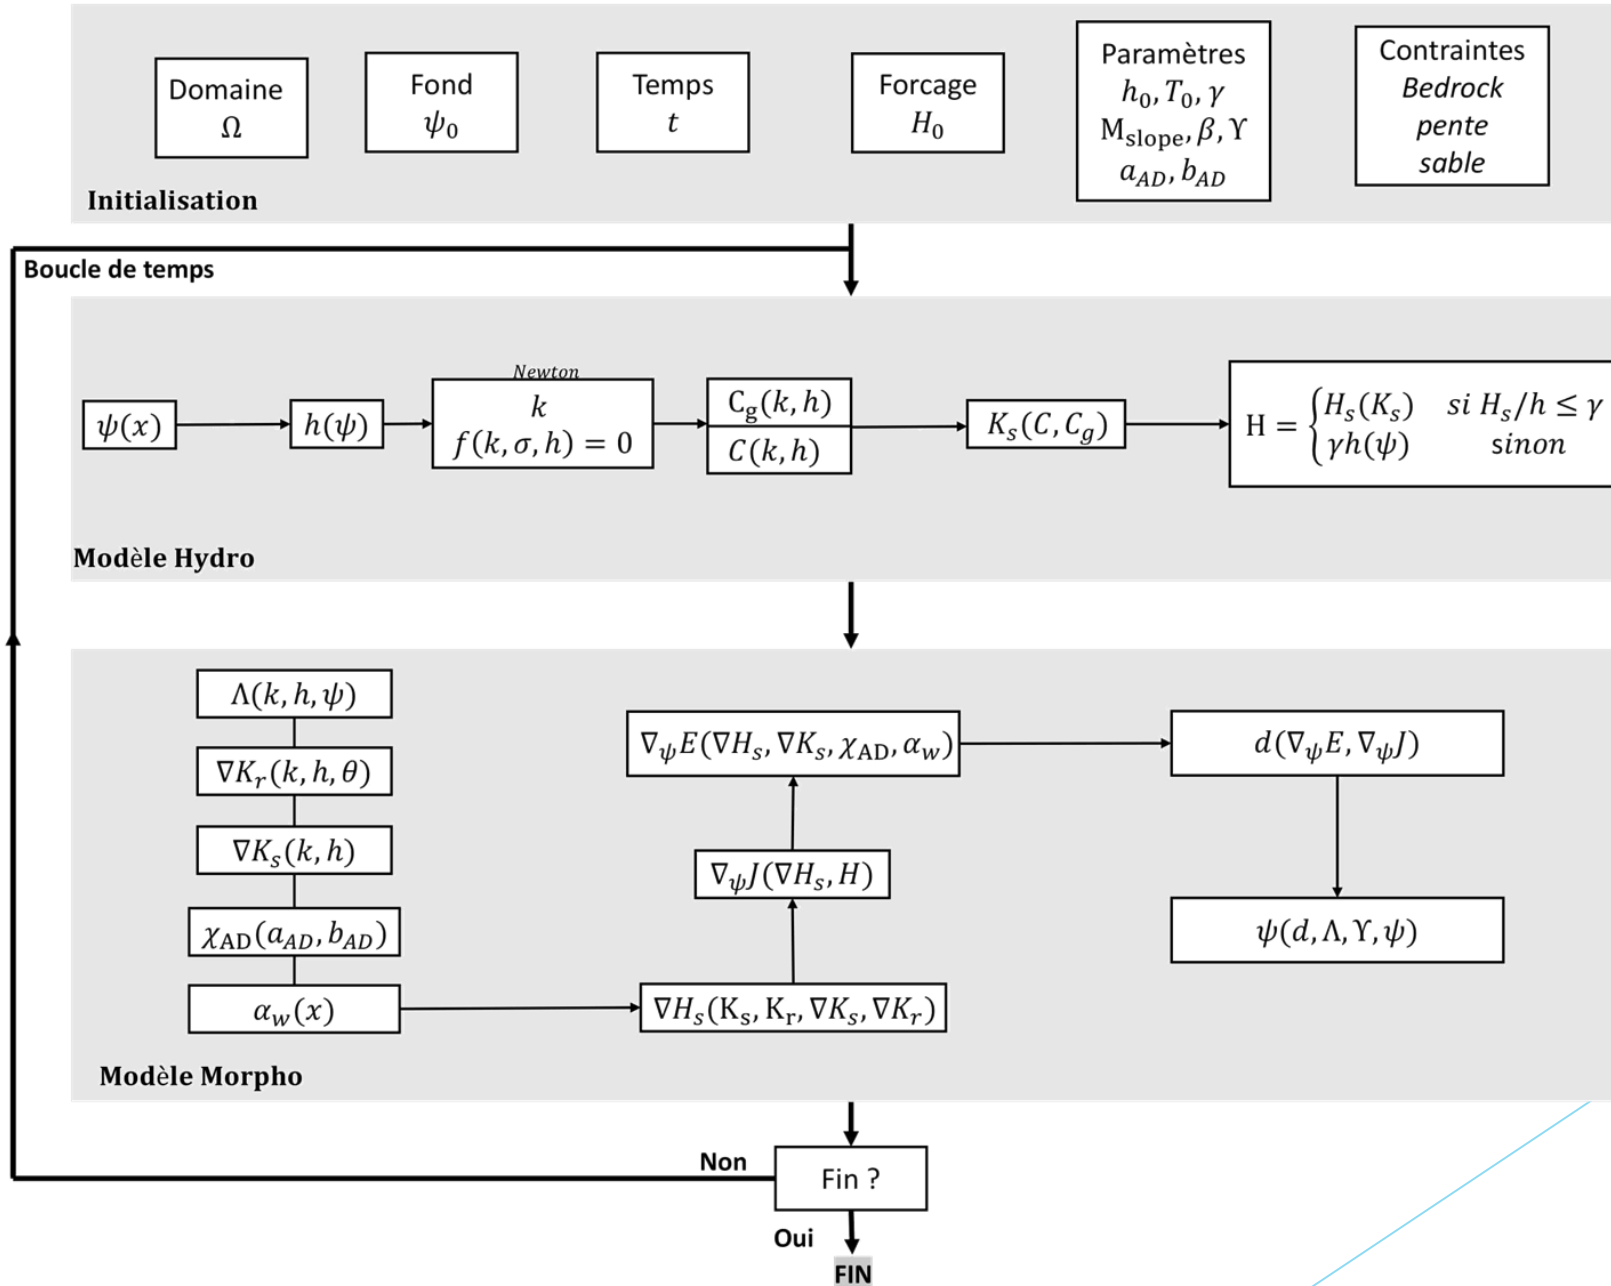 Domaine
Ω
Fond
ψ₀
Temps
t
Forcage
H₀
Paramètres
h₀, T₀, γ
M_slope, β, ϒ
a_AD, b_AD
Contraintes
Bedrock
pente
sable
Initialisation
Boucle de temps
ψ(x)
h(ψ)
Newton
k
f(k, σ, h) = 0
C_g(k, h)
C(k, h)
K_s(C, C_g)
H = { H_s(K_s) si H_s/h ≤ γ
γh(ψ) sinon
Modèle Hydro
Λ(k, h, ψ)
∇K_r(k, h, θ)
∇K_s(k, h)
χ_AD(a_AD, b_AD)
α_w(x)
∇H_s(K_s, K_r, ∇K_s, ∇K_r)
∇_ψJ(∇H_s, H)
∇_ψE(∇H_s, ∇K_s, χ_AD, α_w)
d(∇_ψE, ∇_ψJ)
ψ(d, Λ, ϒ, ψ)
Modèle Morpho
Non
Fin ?
Oui
FIN